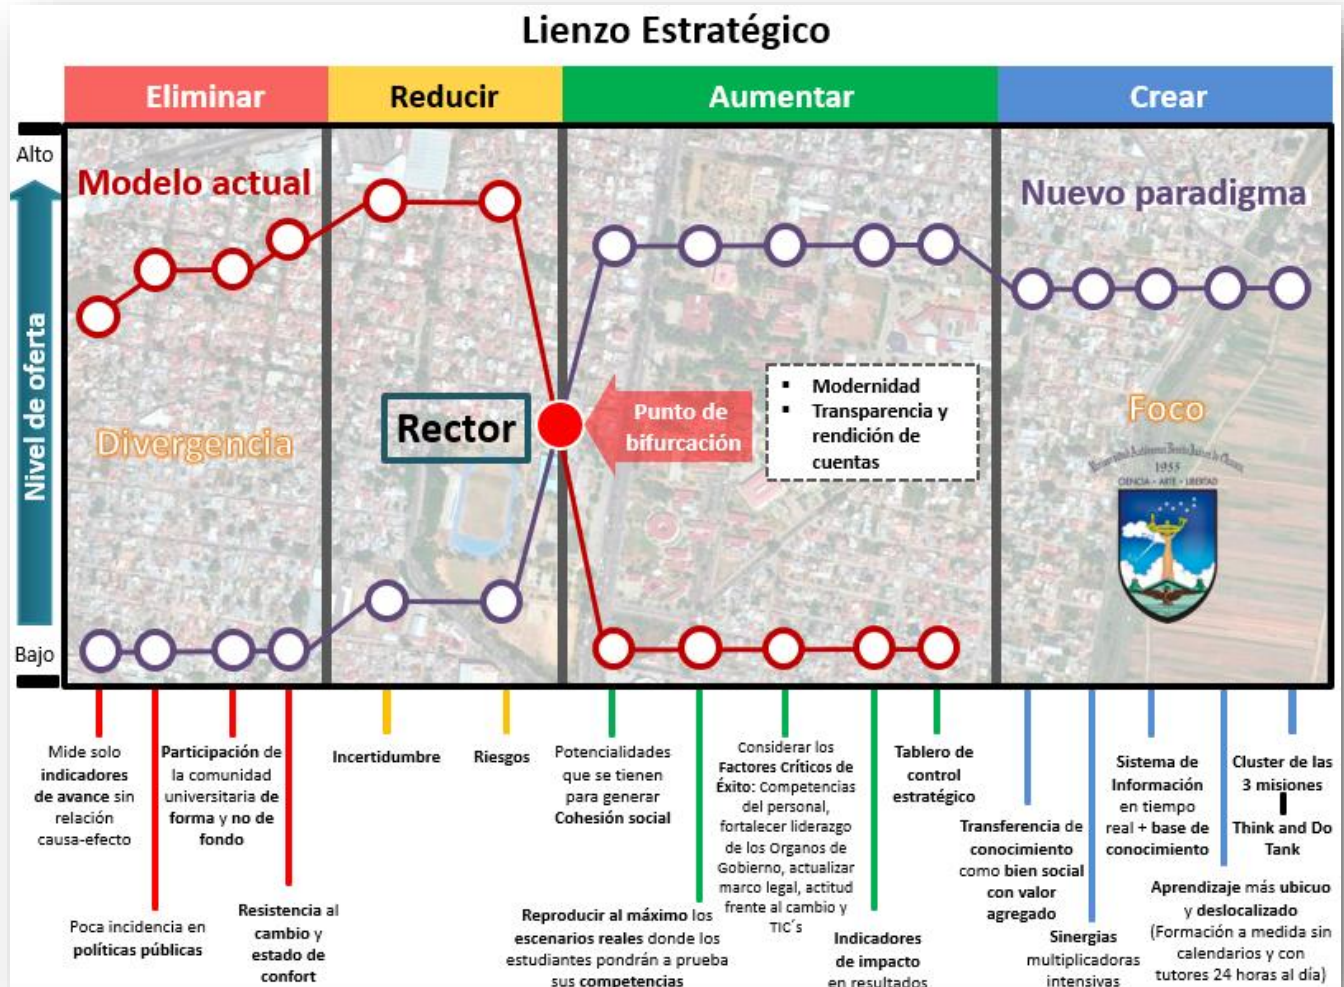 Lienzo Estratégico
Eliminar
Reducir
Aumentar
Crear
Alto
Nivel de oferta
Bajo
Modelo actual
Nuevo paradigma
Divergencia
Rector
Punto de
bifurcación
▪ Modernidad
▪ Transparencia y
rendición de
cuentas
Foco
1955
CIENCIA - ARTE - LIBERTAD
Mide solo
indicadores
de avance sin
relación
causa-efecto
Poca incidencia en
políticas públicas
Participación de
la comunidad
universitaria de
forma y no de
fondo
Resistencia al
cambio y
estado de
confort
Incertidumbre
Riesgos
Potencialidades
que se tienen
para generar
Cohesión social
Reproducir al máximo los
escenarios reales donde los
estudiantes pondrán a prueba
sus competencias
Considerar los
Factores Críticos de
Éxito: Competencias
del personal,
fortalecer liderazgo
de los Organos de
Gobierno, actualizar
marco legal, actitud
frente al cambio y
TIC´s
Indicadores
de impacto
en resultados
Tablero de
control
estratégico
Transferencia de
conocimiento
como bien social
con valor
agregado
Sinergias
multiplicadoras
intensivas
Sistema de
Información
en tiempo
real + base de
conocimiento
Aprendizaje más ubicuo
y deslocalizado
(Formación a medida sin
calendarios y con
tutores 24 horas al día)
Cluster de las
3 misiones
Think and Do
Tank